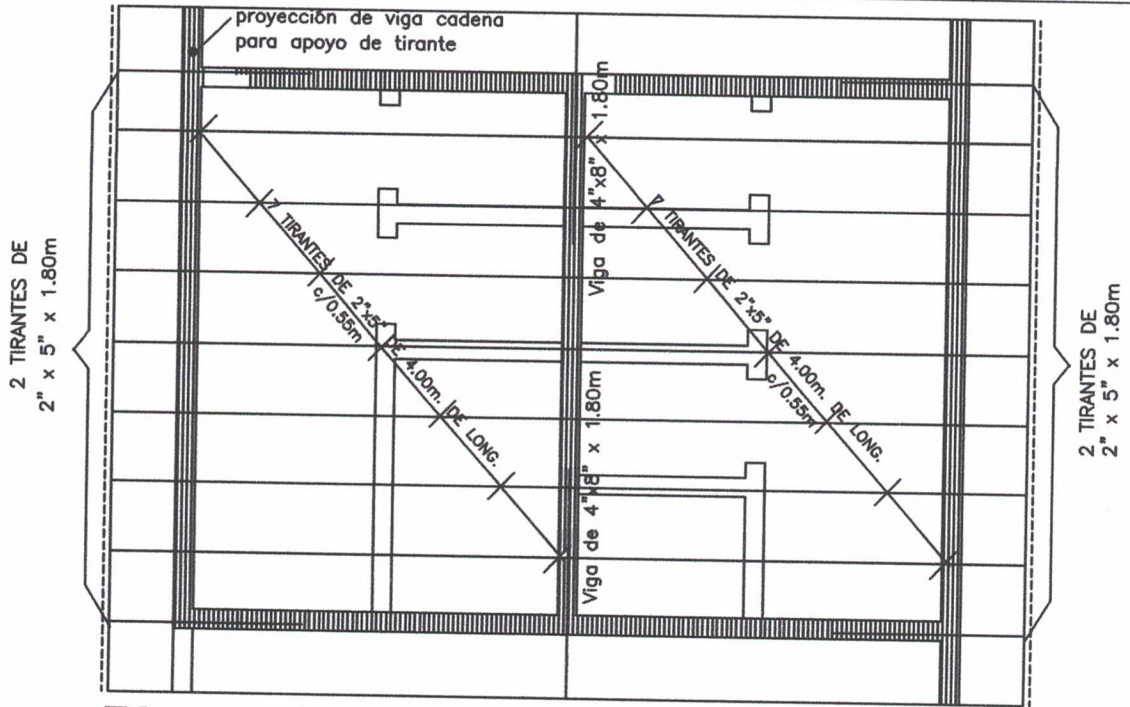 proyección de viga cadena
para apoyo de tirante
2 TIRANTES DE
2" x 5" x 1.80m
7 TIRANTES DE 2"x5" DE 4.00m. DE LONG.
c/0.55m
Viga de 4"x8" x 1.80m
Viga de 4"x8" x 1.80m
7 TIRANTES DE 2"x5" DE 4.00m. DE LONG.
c/0.55m
2 TIRANTES DE
2" x 5" x 1.80m